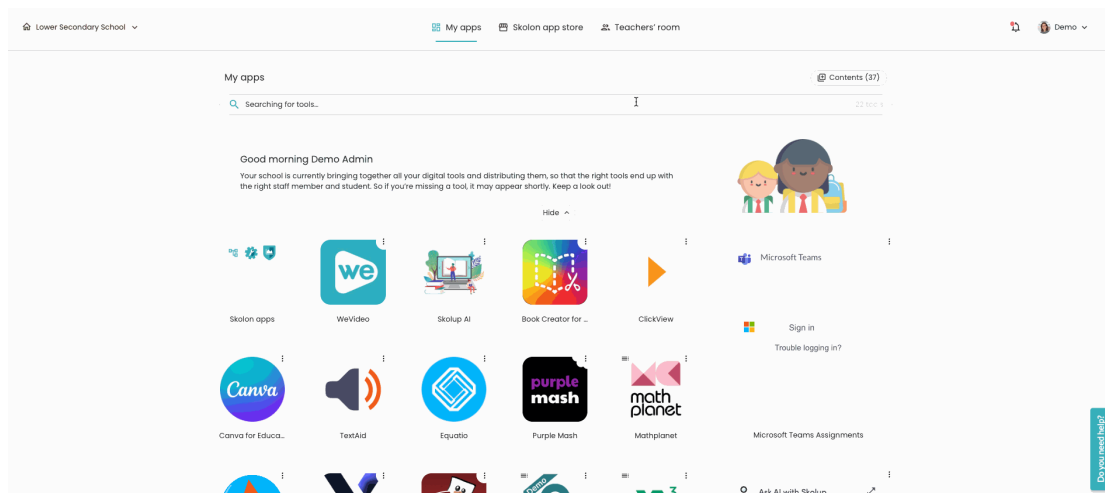 Lower Secondary School
My apps
Skolon app store
Teachers' room
Demo
My apps
Contents (37)
Searching for tools...
Good morning Demo Admin
Your school is currently bringing together all your digital tools and distributing them, so that the right tools end up with
the right staff member and student. So if you're missing a tool, it may appear shortly. Keep a look out!
Hide
we
Microsoft Teams
Skolon apps
WeVideo
Skolup AI
Book Creator for ...
ClickView
Sign in
Trouble logging in?
Canva
purple
mash
math
planet
Canva for Educa...
TextAid
Equatio
Purple Mash
Mathplanet
Microsoft Teams Assignments
Demo
3
Ask AI with Skolup
Do you need help?